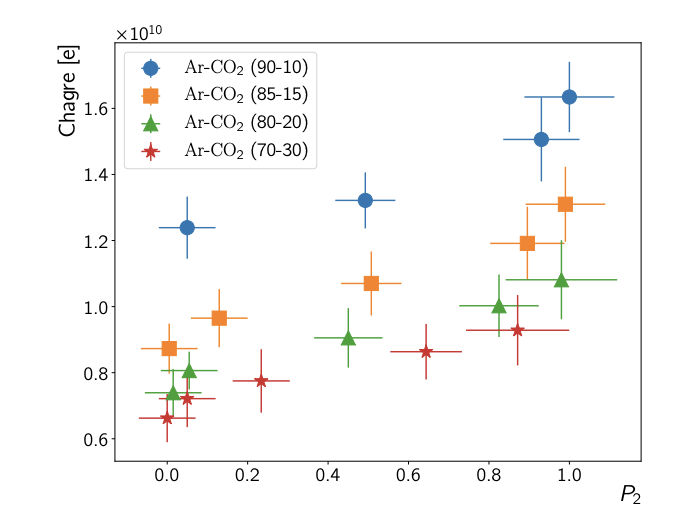 ×10¹⁰
Chagre [e]
Ar-CO₂ (90-10)
Ar-CO₂ (85-15)
Ar-CO₂ (80-20)
Ar-CO₂ (70-30)
1.6
1.4
1.2
1.0
0.8
0.6
0.0 0.2 0.4 0.6 0.8 1.0
P₂